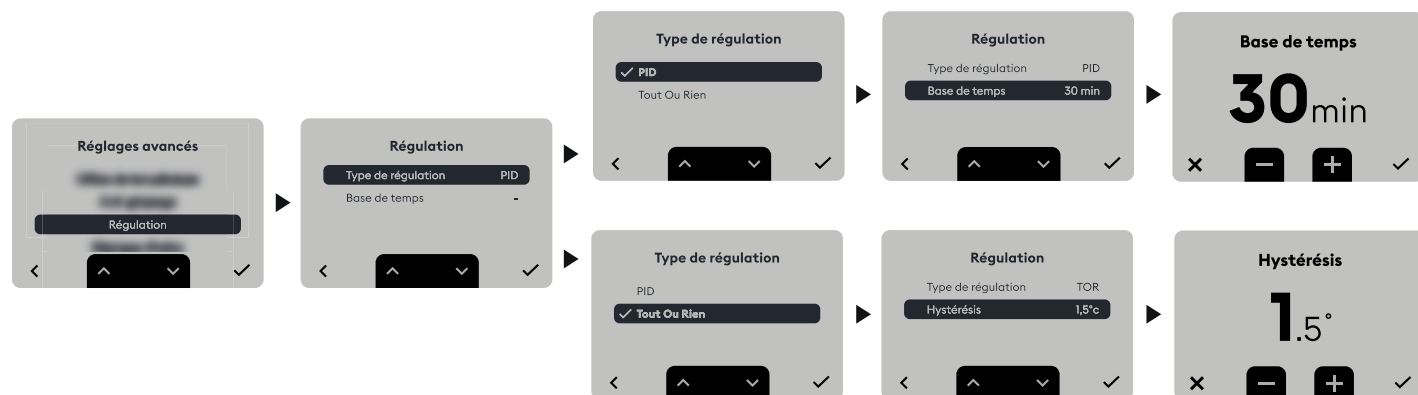 Réglages avancés
Régulation
Régulation
Type de régulation PID
Base de temps -
Type de régulation
PID
Tout Ou Rien
Régulation
Type de régulation PID
Base de temps 30 min
Base de temps
30 min
Type de régulation
PID
Tout Ou Rien
Régulation
Type de régulation TOR
Hystérésis 1,5°c
Hystérésis
1.5°